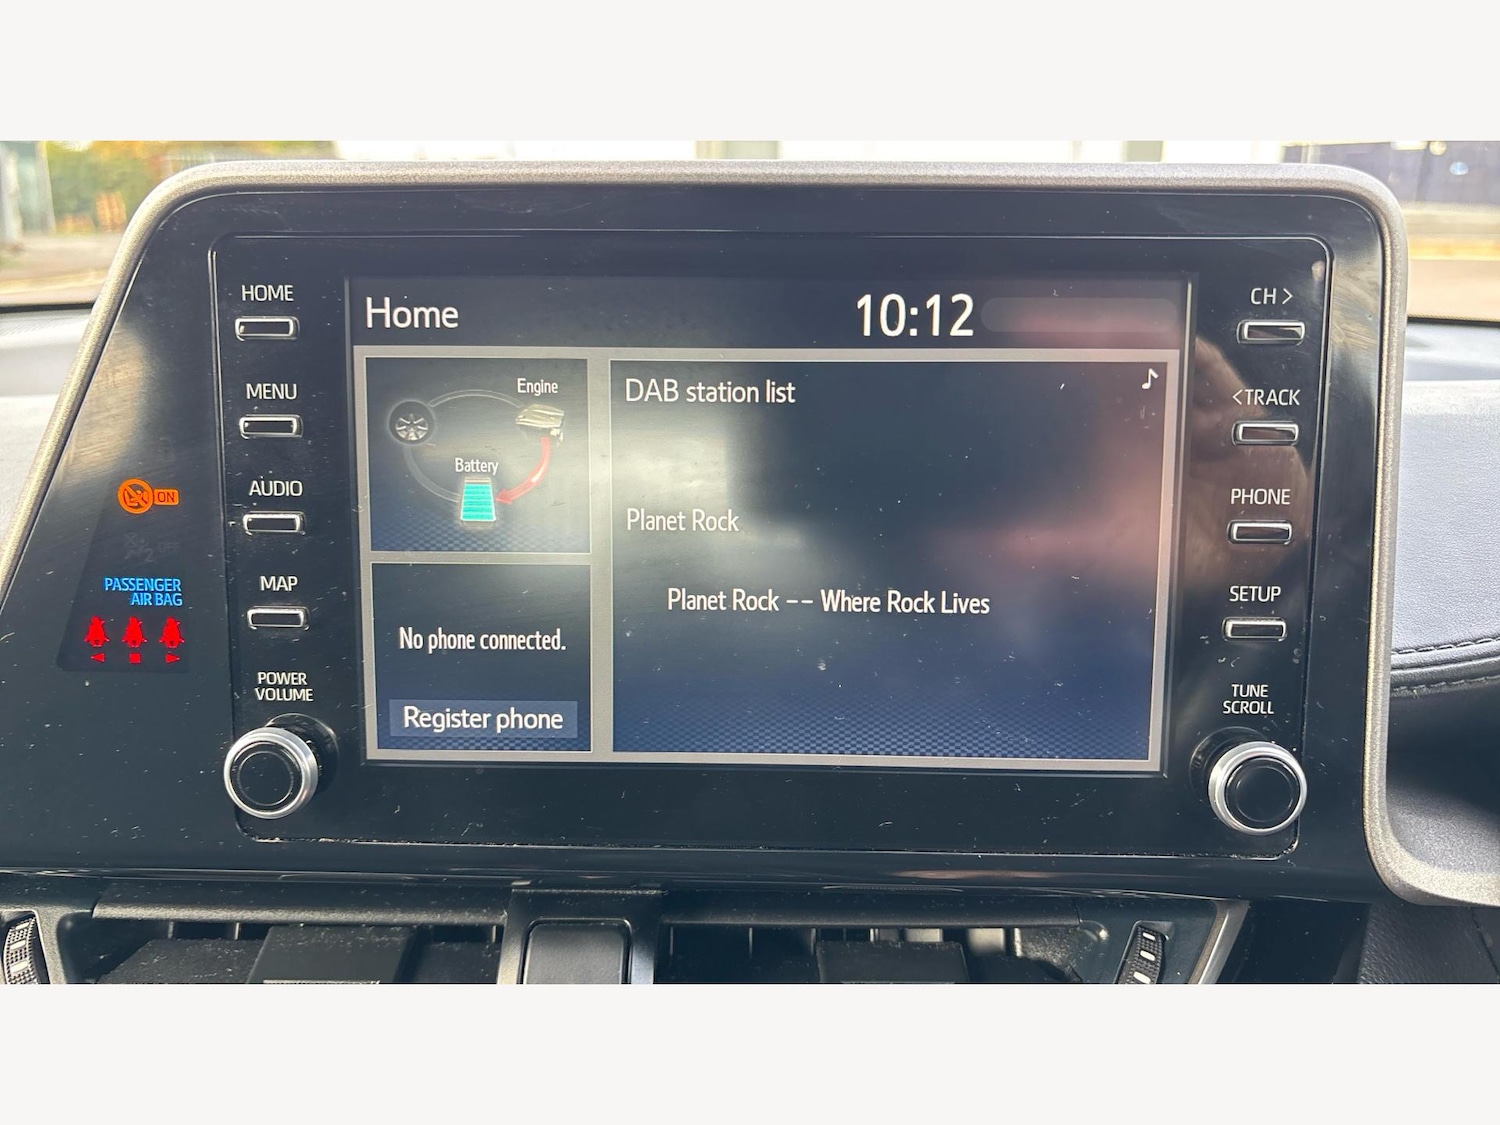 HOME
MENU
AUDIO
MAP
POWER
VOLUME
ON
PASSENGER
AIR BAG
Home
10:12
Engine
Battery
No phone connected.
Register phone
DAB station list
Planet Rock
Planet Rock -- Where Rock Lives
CH >
<TRACK
PHONE
SETUP
TUNE
SCROLL